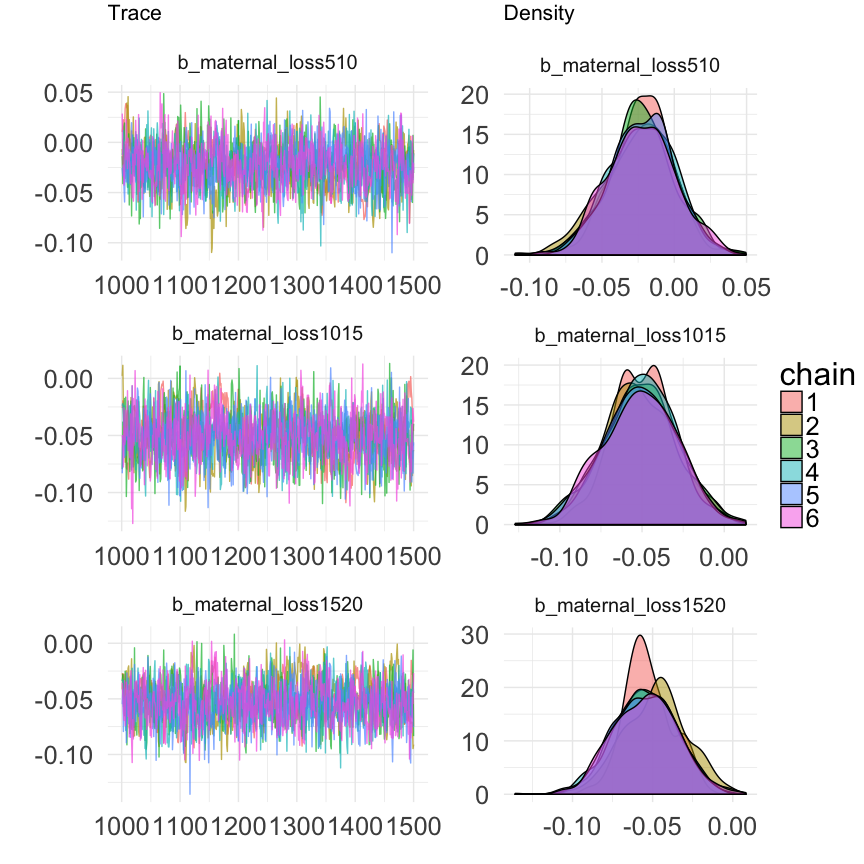 Trace
Density
b_maternal_loss510
b_maternal_loss510
0.05
0.00
-0.05
-0.10
1000 1100 1200 1300 1400 1500
20
15
10
5
0
-0.10 -0.05 0.00 0.05
b_maternal_loss1015
b_maternal_loss1015
0.00
-0.05
-0.10
1000 1100 1200 1300 1400 1500
20
15
10
5
0
-0.10 -0.05 0.00
chain
1
2
3
4
5
6
b_maternal_loss1520
b_maternal_loss1520
0.00
-0.05
-0.10
1000 1100 1200 1300 1400 1500
30
20
10
0
-0.10 -0.05 0.00